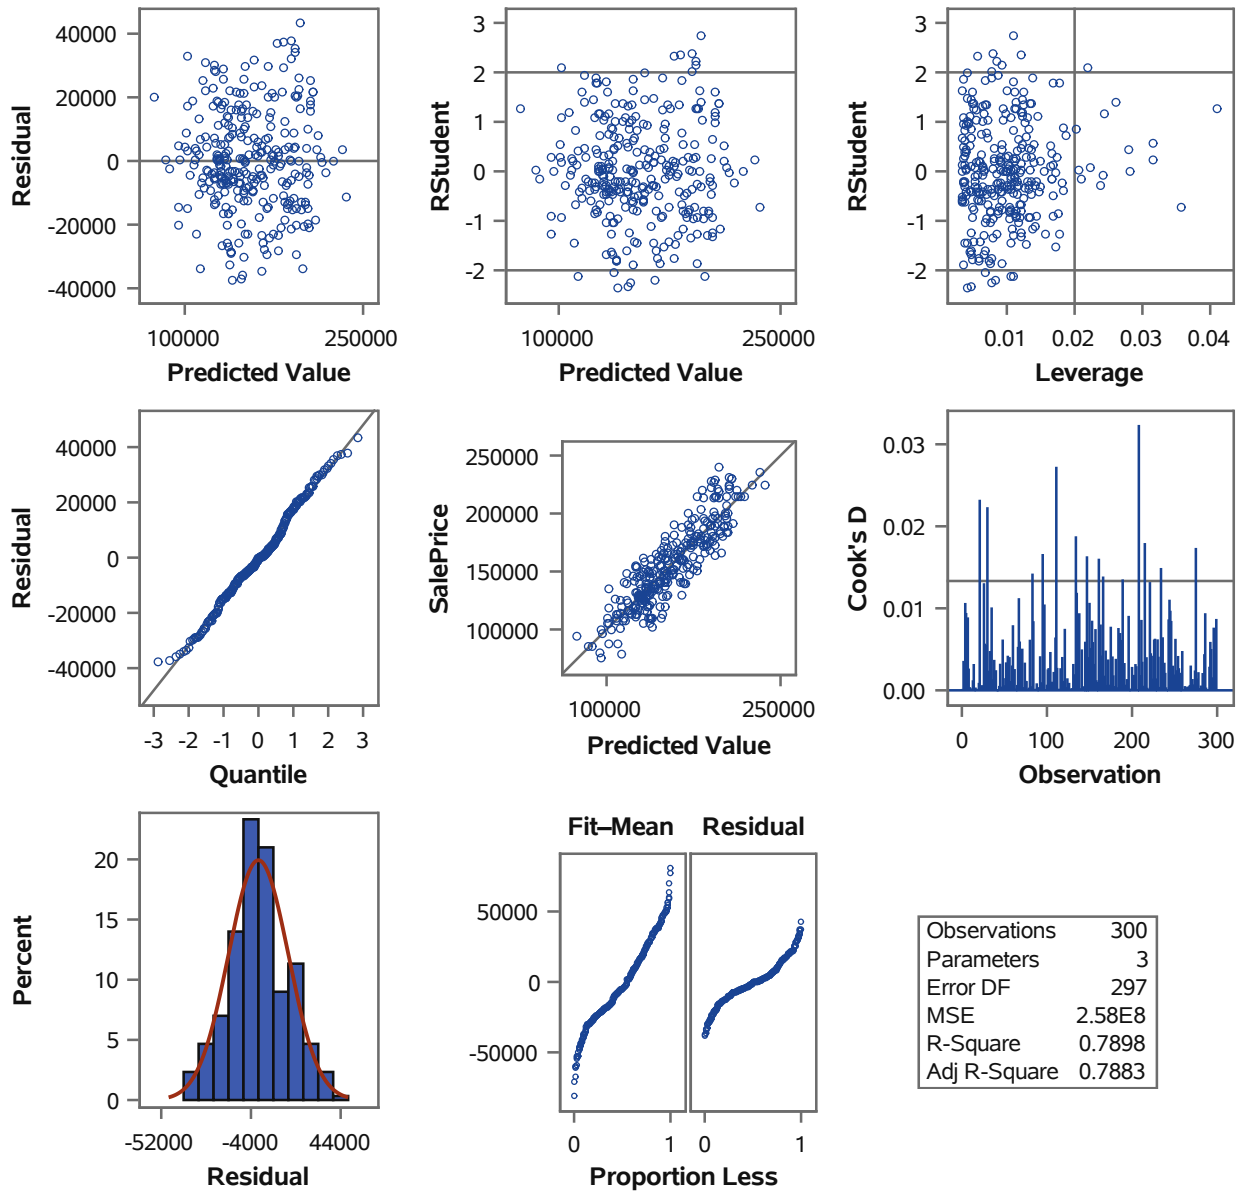 40000
20000
0
-20000
-40000
Residual
100000 250000
Predicted Value
3
2
1
0
-1
-2
RStudent
100000 250000
Predicted Value
3
2
1
0
-1
-2
RStudent
0.01 0.02 0.03 0.04
Leverage
40000
20000
0
-20000
-40000
Residual
-3 -2 -1 0 1 2 3
Quantile
250000
200000
150000
100000
SalePrice
100000 250000
Predicted Value
0.03
0.02
0.01
0.00
Cook's D
0 100 200 300
Observation
20
15
10
5
0
Percent
-52000 -4000 44000
Residual
Fit–Mean Residual
50000
0
-50000
0 1 0 1
Proportion Less
Observations 300
Parameters 3
Error DF 297
MSE 2.58E8
R-Square 0.7898
Adj R-Square 0.7883